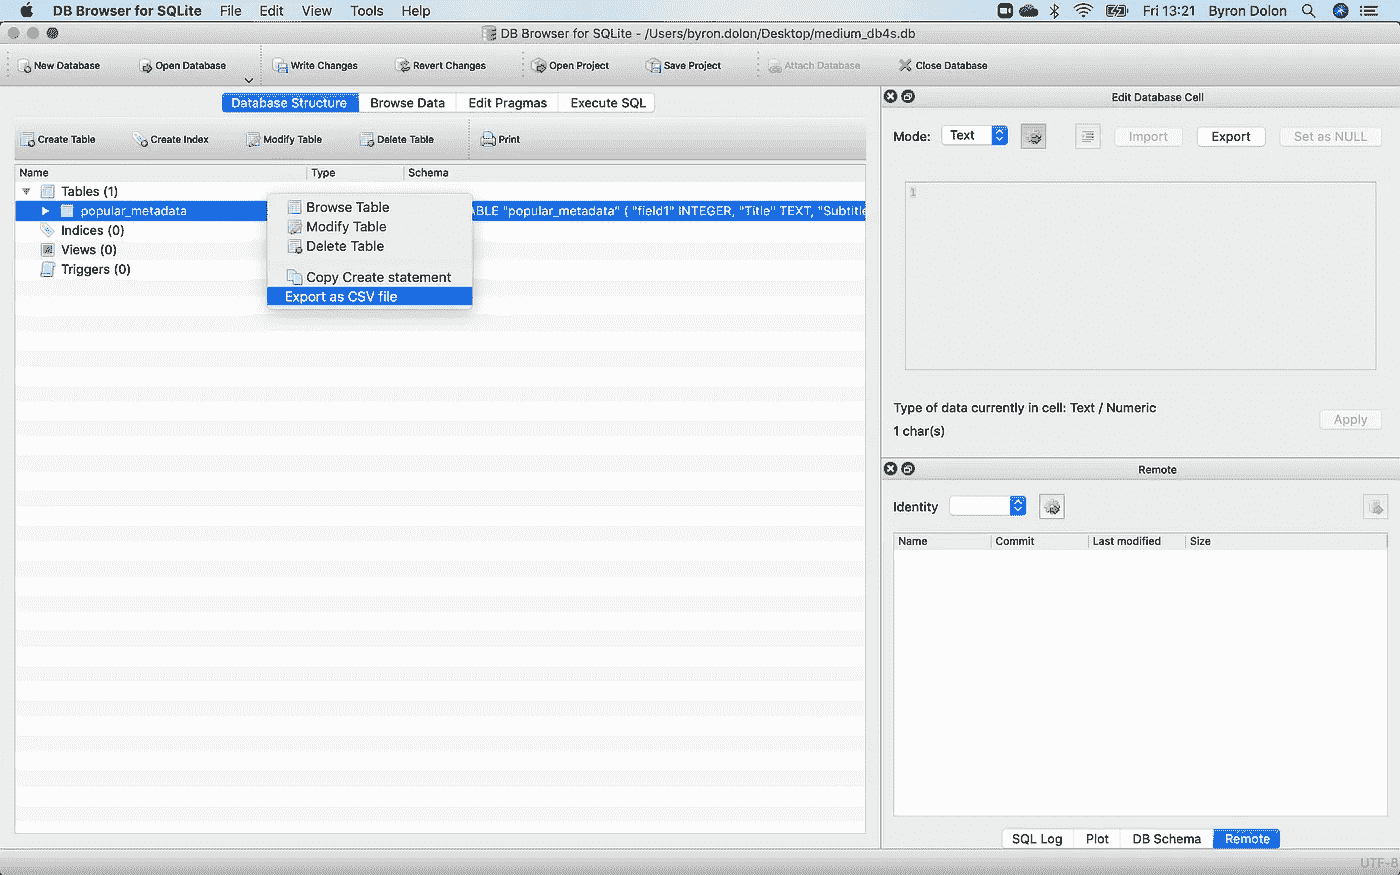 DB Browser for SQLite File Edit View Tools Help Fri 13:21 Byron Dolon
DB Browser for SQLite - /Users/byron.dolon/Desktop/medium_db4s.db
New Database Open Database Write Changes Revert Changes Open Project Save Project Attach Database Close Database
Database Structure Browse Data Edit Pragmas Execute SQL
Create Table Create Index Modify Table Delete Table Print
Name Type Schema
Tables (1)
popular_metadata ABLE "popular_metadata" ( "field1" INTEGER, "Title" TEXT, "Subtitle
Indices (0)
Views (0)
Triggers (0)
Browse Table
Modify Table
Delete Table
Copy Create statement
Export as CSV file
Edit Database Cell
Mode: Text Import Export Set as NULL
1
Type of data currently in cell: Text / Numeric
1 char(s)
Apply
Remote
Identity
Name Commit Last modified Size
SQL Log Plot DB Schema Remote
UTF-8